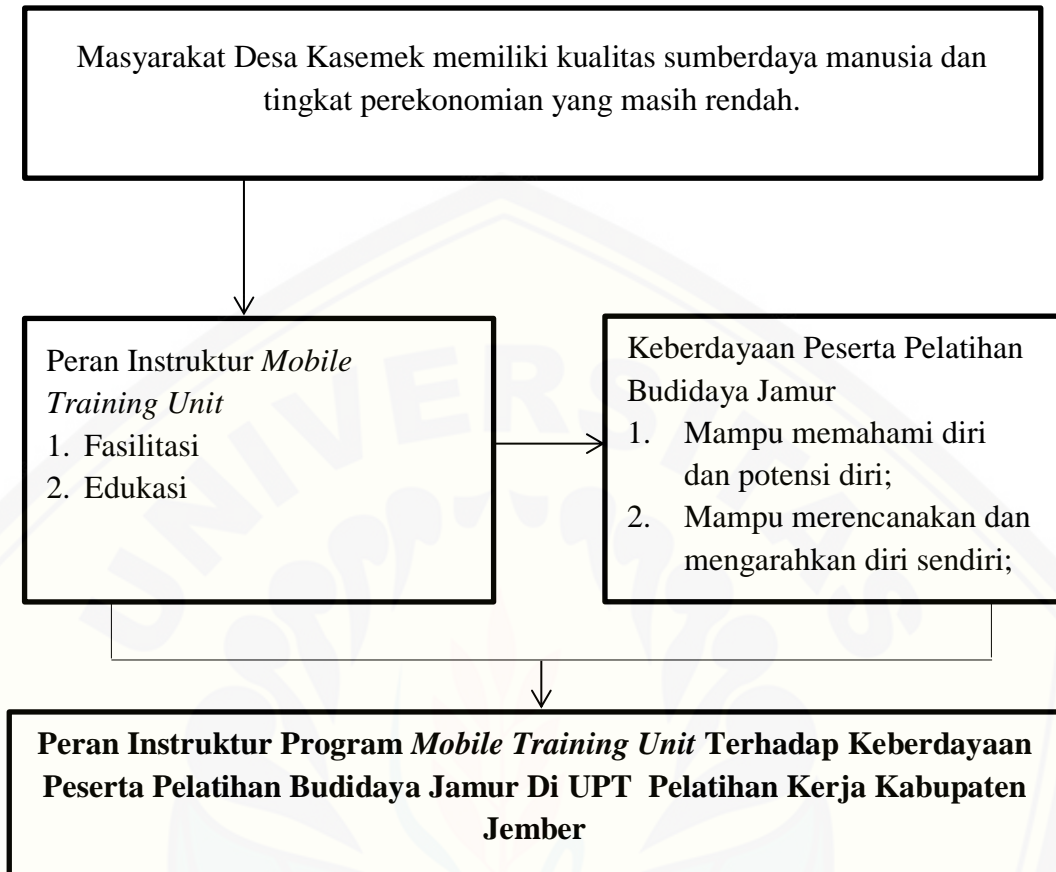 Masyarakat Desa Kasemek memiliki kualitas sumberdaya manusia dan
tingkat perekonomian yang masih rendah.
Peran Instruktur Mobile
Training Unit
1. Fasilitasi
2. Edukasi
Keberdayaan Peserta Pelatihan
Budidaya Jamur
1. Mampu memahami diri
dan potensi diri;
2. Mampu merencanakan dan
mengarahkan diri sendiri;
Peran Instruktur Program Mobile Training Unit Terhadap Keberdayaan
Peserta Pelatihan Budidaya Jamur Di UPT Pelatihan Kerja Kabupaten
Jember
UNIVERSITAS